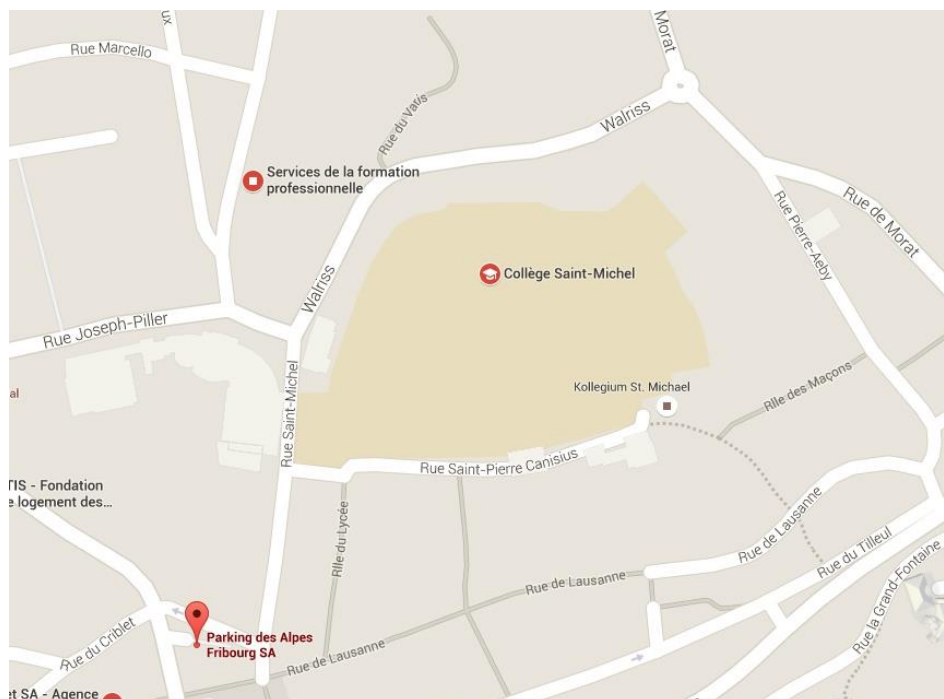 ux
Rue Marcello
Morat
Walriss
Rue du Varis
Services de la formation
professionnelle
Rue de Morat
Rue Pierre-Aeby
Collège Saint-Michel
Walriss
Rue Joseph-Piller
Rue Saint-Michel
al
Kollegium St. Michael
Rlle des Maçons
Rue Saint-Pierre Canisius
TIS - Fondation
e logement des...
Rlle du Lycée
Rue de Lausanne
Rue du Tilleul
Rue de Lausanne
Rue la Grand-Fontaine
Parking des Alpes
Fribourg SA
Rue du Criblet
Rue de Lausanne
et SA - Agence